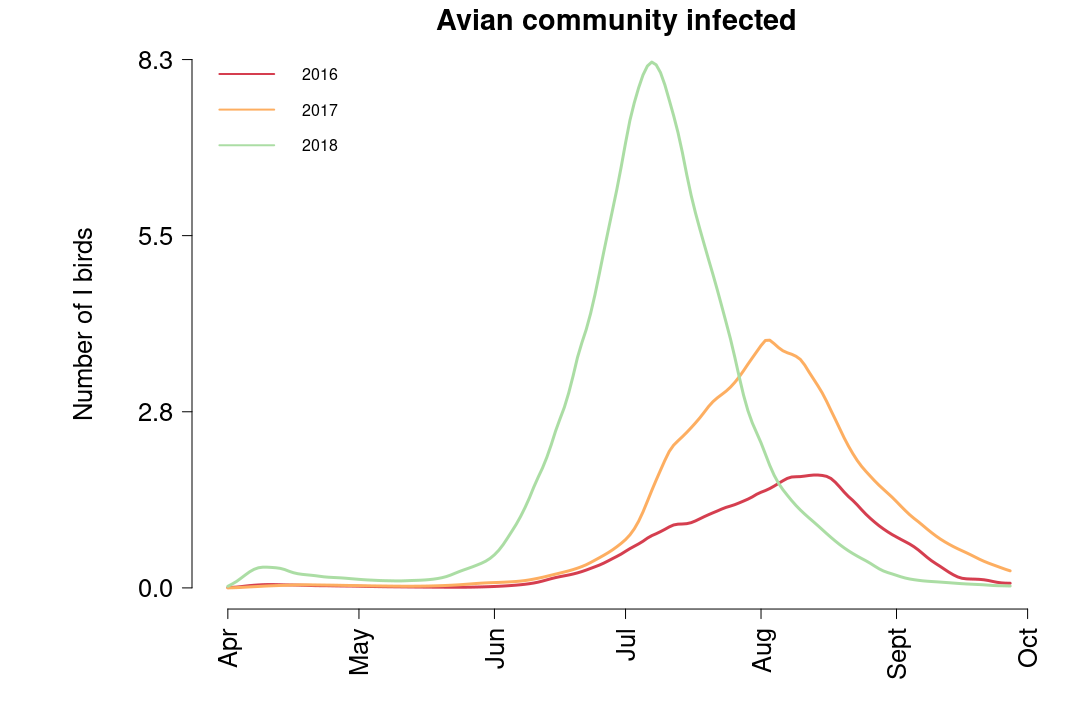 Avian community infected
8.3
5.5
2.8
0.0
Number of I birds
2016
2017
2018
Apr
May
Jun
Jul
Aug
Sept
Oct